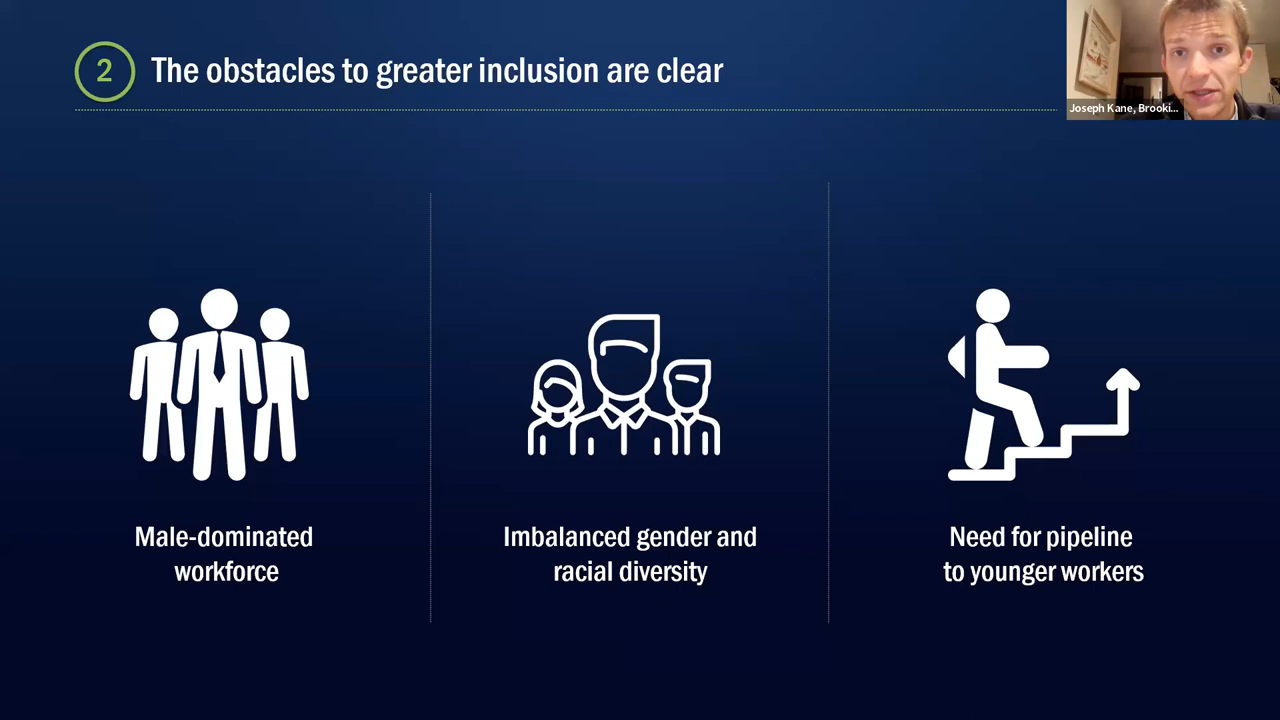 2
The obstacles to greater inclusion are clear
Joseph Kane, Brooki...
Male-dominated
workforce
Imbalanced gender and
racial diversity
Need for pipeline
to younger workers